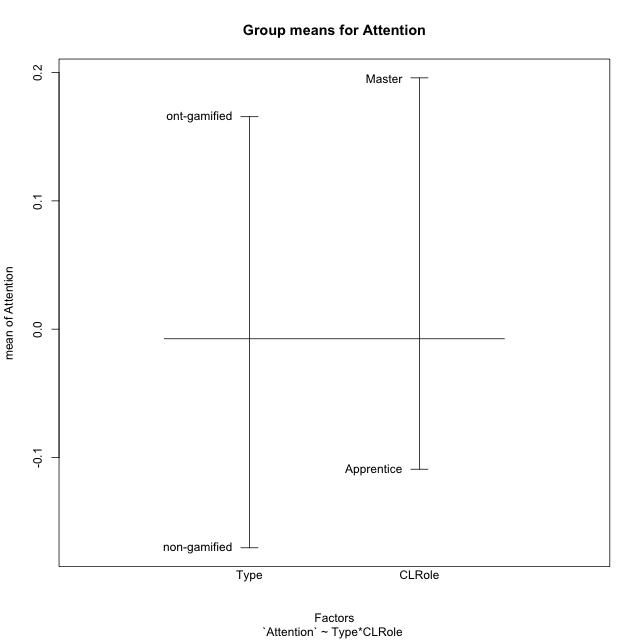 Group means for Attention
mean of Attention
0.2
0.1
0.0
-0.1
Master
ont-gamified
Apprentice
non-gamified
Type
CLRole
Factors
`Attention` ~ Type*CLRole